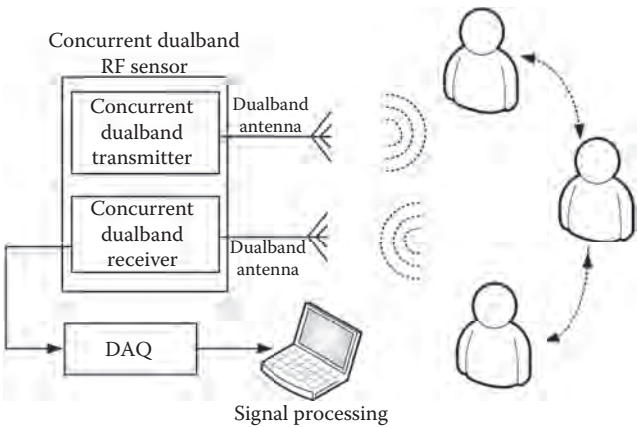 Concurrent dualband
RF sensor
Concurrent
dualband
transmitter
Dualband
antenna
Concurrent
dualband
receiver
Dualband
antenna
DAQ
Signal processing